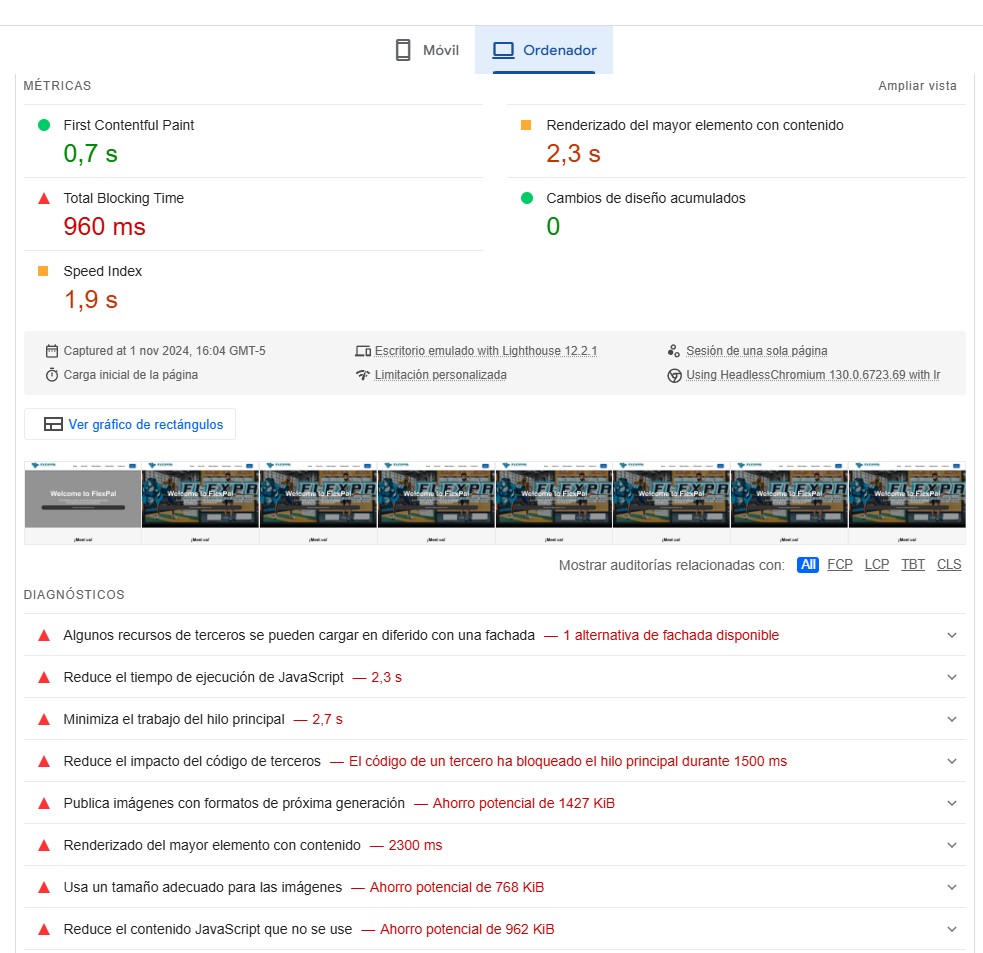 Móvil
Ordenador
MÉTRICAS
Ampliar vista
First Contentful Paint
0,7 s
Renderizado del mayor elemento con contenido
2,3 s
Total Blocking Time
960 ms
Cambios de diseño acumulados
0
Speed Index
1,9 s
Captured at 1 nov 2024, 16:04 GMT-5
Escritorio emulado with Lighthouse 12.2.1
Sesión de una sola página
Carga inicial de la página
Limitación personalizada
Using HeadlessChromium 130.0.6723.69 with lr
Ver gráfico de rectángulos
Welcome to FlexPal
Welcome to FlexPal
Welcome to FlexPal
Welcome to FlexPal
Welcome to FlexPal
Welcome to FlexPal
Welcome to FlexPal
Welcome to FlexPal
Mostrar auditorías relacionadas con: All FCP LCP TBT CLS
DIAGNÓSTICOS
Algunos recursos de terceros se pueden cargar en diferido con una fachada — 1 alternativa de fachada disponible
Reduce el tiempo de ejecución de JavaScript — 2,3 s
Minimiza el trabajo del hilo principal — 2,7 s
Reduce el impacto del código de terceros — El código de un tercero ha bloqueado el hilo principal durante 1500 ms
Publica imágenes con formatos de próxima generación — Ahorro potencial de 1427 KiB
Renderizado del mayor elemento con contenido — 2300 ms
Usa un tamaño adecuado para las imágenes — Ahorro potencial de 768 KiB
Reduce el contenido JavaScript que no se use — Ahorro potencial de 962 KiB